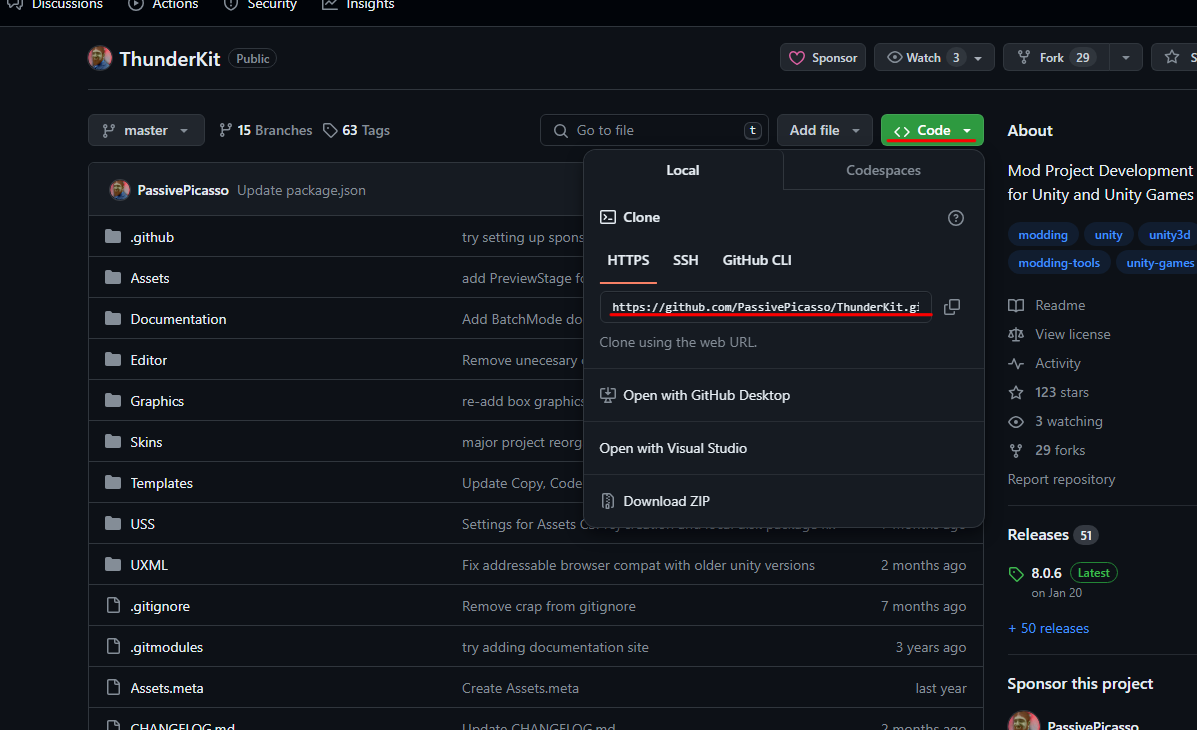 Discussions Actions Security Insights
ThunderKit Public Sponsor Watch 3 Fork 29
master 15 Branches 63 Tags Go to file t Add file Code
PassivePicasso Update package.json
.github try setting up spons
Assets add PreviewStage fo
Documentation Add BatchMode do
Editor Remove unecesary
Graphics re-add box graphics
Skins major project reorg
Templates Update Copy, Code
USS Settings for Assets
UXML Fix addressable browser compat with older unity versions 2 months ago
.gitignore Remove crap from gitignore 7 months ago
.gitmodules try adding documentation site 3 years ago
Assets.meta Create Assets.meta last year
CHANGELOG.md Update CHANGELOG.md 2 months ago
Local Codespaces
Clone
HTTPS SSH GitHub CLI
https://github.com/PassivePicasso/ThunderKit.gi
Clone using the web URL.
Open with GitHub Desktop
Open with Visual Studio
Download ZIP
About
Mod Project Development
for Unity and Unity Games
modding unity unity3d
modding-tools unity-games
Readme
View license
Activity
123 stars
3 watching
29 forks
Report repository
Releases 51
8.0.6 Latest
on Jan 20
+ 50 releases
Sponsor this project
PassivePicasso